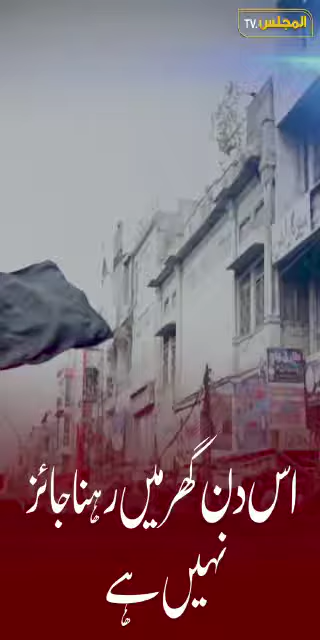 المجلس TV.
اس دن گھر میں رہنا جائز
نہیں ہے